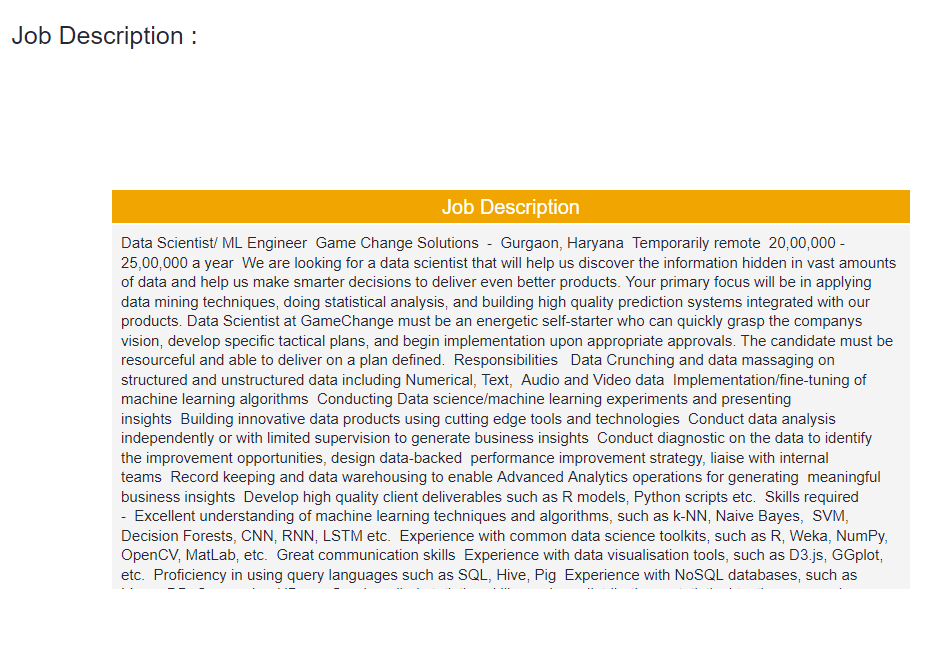 Job Description :
Job Description
Data Scientist/ ML Engineer  Game Change Solutions  -  Gurgaon, Haryana  Temporarily remote  20,00,000 -
25,00,000 a year  We are looking for a data scientist that will help us discover the information hidden in vast amounts
of data and help us make smarter decisions to deliver even better products. Your primary focus will be in applying
data mining techniques, doing statistical analysis, and building high quality prediction systems integrated with our
products. Data Scientist at GameChange must be an energetic self-starter who can quickly grasp the companys
vision, develop specific tactical plans, and begin implementation upon appropriate approvals. The candidate must be
resourceful and able to deliver on a plan defined.  Responsibilities   Data Crunching and data massaging on
structured and unstructured data including Numerical, Text,  Audio and Video data  Implementation/fine-tuning of
machine learning algorithms  Conducting Data science/machine learning experiments and presenting
insights  Building innovative data products using cutting edge tools and technologies  Conduct data analysis
independently or with limited supervision to generate business insights  Conduct diagnostic on the data to identify
the improvement opportunities, design data-backed  performance improvement strategy, liaise with internal
teams  Record keeping and data warehousing to enable Advanced Analytics operations for generating  meaningful
business insights  Develop high quality client deliverables such as R models, Python scripts etc.  Skills required
-  Excellent understanding of machine learning techniques and algorithms, such as k-NN, Naive Bayes,  SVM,
Decision Forests, CNN, RNN, LSTM etc.  Experience with common data science toolkits, such as R, Weka, NumPy,
OpenCV, MatLab, etc.  Great communication skills  Experience with data visualisation tools, such as D3.js, GGplot,
etc.  Proficiency in using query languages such as SQL, Hive, Pig  Experience with NoSQL databases, such as